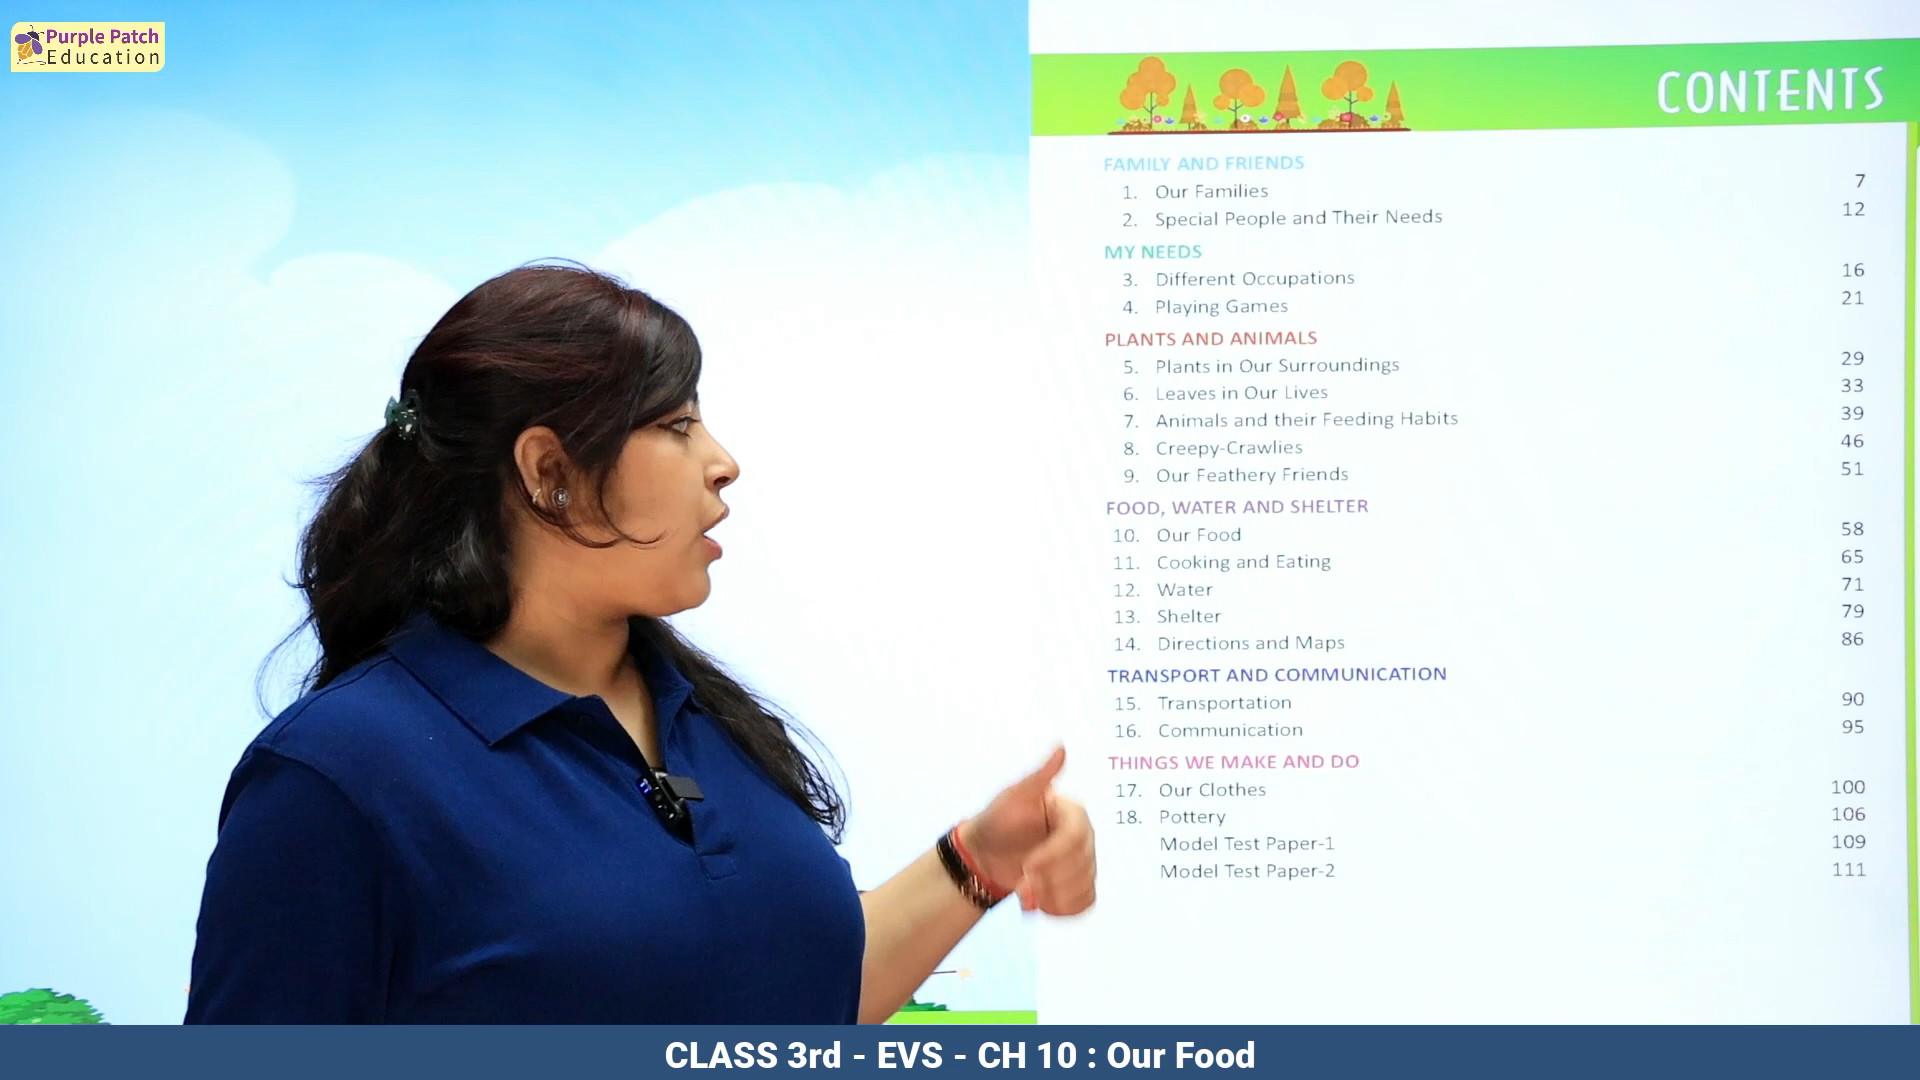 Purple Patch
Education
CONTENTS
FAMILY AND FRIENDS
1. Our Families 7
2. Special People and Their Needs 12
MY NEEDS
3. Different Occupations 16
4. Playing Games 21
PLANTS AND ANIMALS
5. Plants in Our Surroundings 29
6. Leaves in Our Lives 33
7. Animals and their Feeding Habits 39
8. Creepy-Crawlies 46
9. Our Feathery Friends 51
FOOD, WATER AND SHELTER
10. Our Food 58
11. Cooking and Eating 65
12. Water 71
13. Shelter 79
14. Directions and Maps 86
TRANSPORT AND COMMUNICATION
15. Transportation 90
16. Communication 95
THINGS WE MAKE AND DO
17. Our Clothes 100
18. Pottery 106
Model Test Paper-1 109
Model Test Paper-2 111
CLASS 3rd - EVS - CH 10 : Our Food